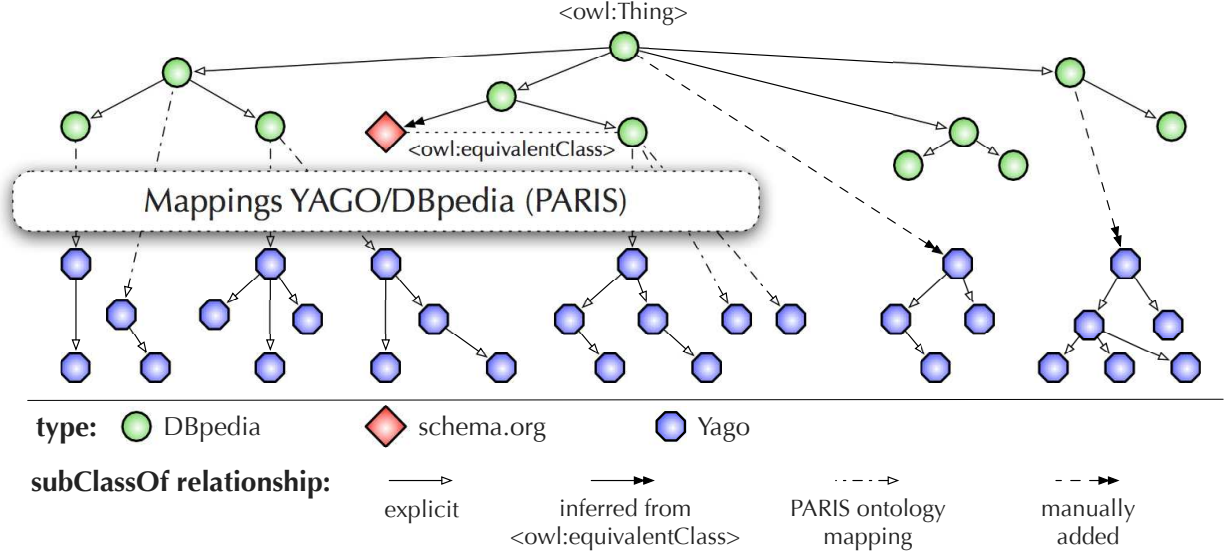 <owl:Thing>
<owl:equivalentClass>
Mappings YAGO/DBpedia (PARIS)
type: DBpedia schema.org Yago
subClassOf relationship:
explicit
inferred from
<owl:equivalentClass>
PARIS ontology
mapping
manually
added